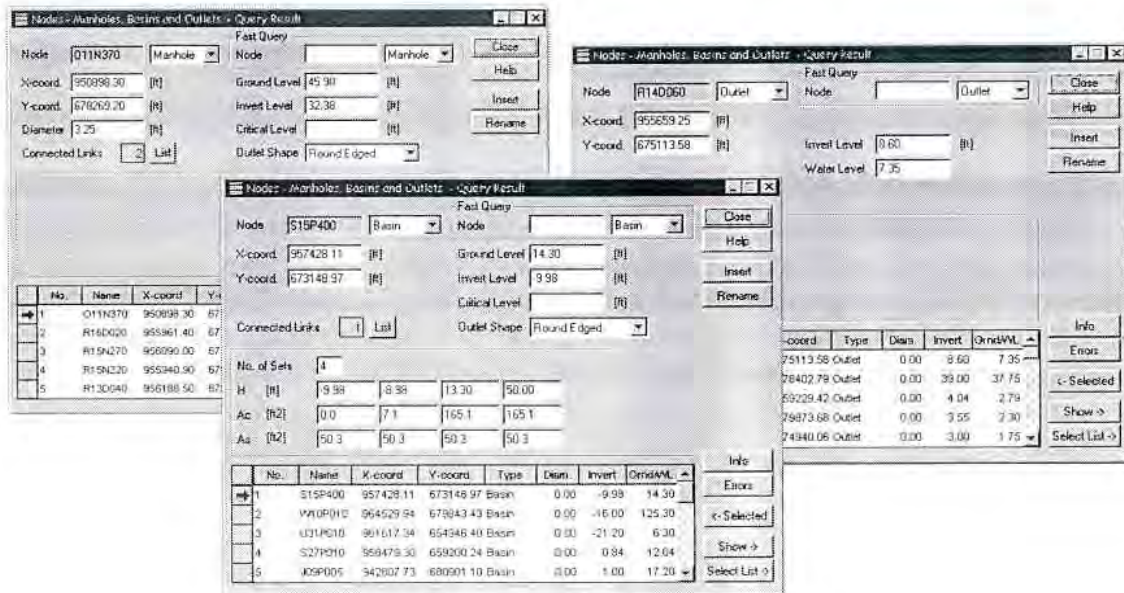 Nodes - Manholes, Basins and Outlets - Query Result
Fast Query
Node O11N370 Manhole Node Manhole Close
X-coord. 950898.30 [ft] Ground Level 45.90 [ft] Help
Y-coord. 678269.20 [ft] Invert Level 32.38 [ft] Insert
Diameter 3.25 [ft] Critical Level [ft] Rename
Connected Links 2 List Outlet Shape Round Edged
No. Name X-coord
1 O11N370 950898.30 67
2 R16D020 955961.40 67
3 R15N270 67
4 R15N220 955340.90 67
5 R13D040 956188.50 67
Nodes - Manholes, Basins and Outlets - Query Result
Fast Query
Node R14D060 Outlet Node Outlet Close
Help
X-coord. 955659.25 [ft]
Y-coord. 675113.58 [ft] Invert Level 8.60 [ft] Insert
Water Level 7.35 Rename
-coord Type Diam. Invert Grnd/WL Info
75113.58 Outlet 0.00 8.60 7.35 Errors
78402.79 Outlet 0.00 39.00 37.75
59229.42 Outlet 0.00 4.04 2.79 <- Selected
79873.68 Outlet 0.00 3.55 2.30 Show ->
74940.06 Outlet 0.00 3.00 1.75 Select List ->
Nodes - Manholes, Basins and Outlets - Query Result
Fast Query
Node S15P400 Basin Node Basin Close
X-coord. 957428.11 [ft] Ground Level 14.30 [ft] Help
Y-coord. 673148.97 [ft] Invert Level -9.98 [ft] Insert
Critical Level [ft] Rename
Connected Links 1 List Outlet Shape Round Edged
No. of Sets 4
H [ft] -9.98 -8.98 13.30 50.00
Ac [ft2] 0.0 7.1 165.1 165.1
As [ft2] 50.3 50.3 50.3 50.3
No. Name X-coord Y-coord Type Diam. Invert Grnd/WL Info
1 S15P400 957428.11 673148.97 Basin 0.00 -9.98 14.30 Errors
2 W10P010 964529.94 679843.43 Basin 0.00 -16.00 125.30 <- Selected
3 U31P018 961617.34 654346.40 Basin 0.00 -21.20 6.30
4 S27P010 958479.30 659200.24 Basin 0.00 0.84 12.04 Show ->
5 J09P005 942807.73 680901.10 Basin 0.00 1.00 17.20 Select List ->